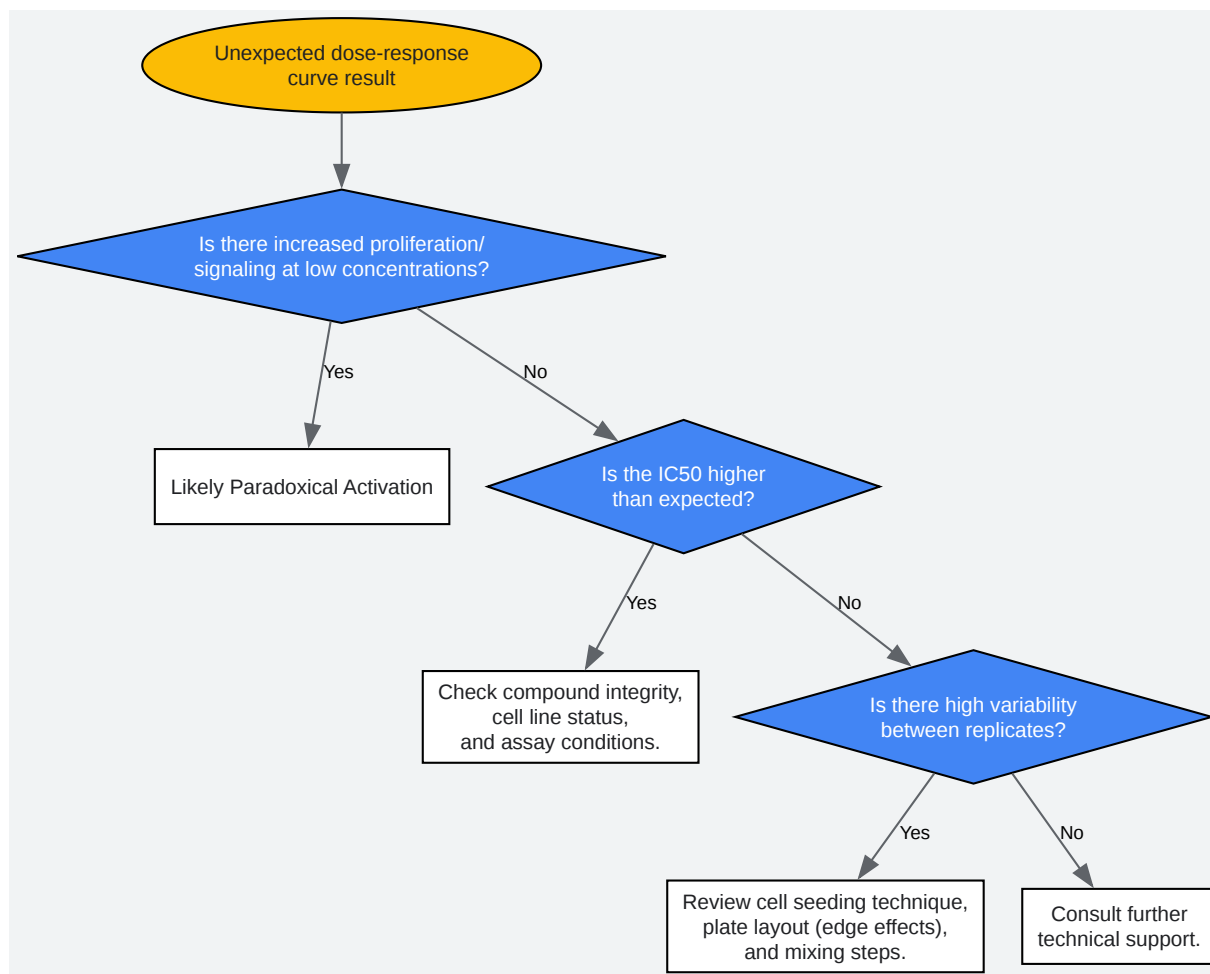 Unexpected dose-response
curve result
Is there increased proliferation/
signaling at low concentrations?
Yes
No
Likely Paradoxical Activation
Is the IC50 higher
than expected?
Yes
No
Check compound integrity,
cell line status,
and assay conditions.
Is there high variability
between replicates?
Yes
No
Review cell seeding technique,
plate layout (edge effects),
and mixing steps.
Consult further
technical support.